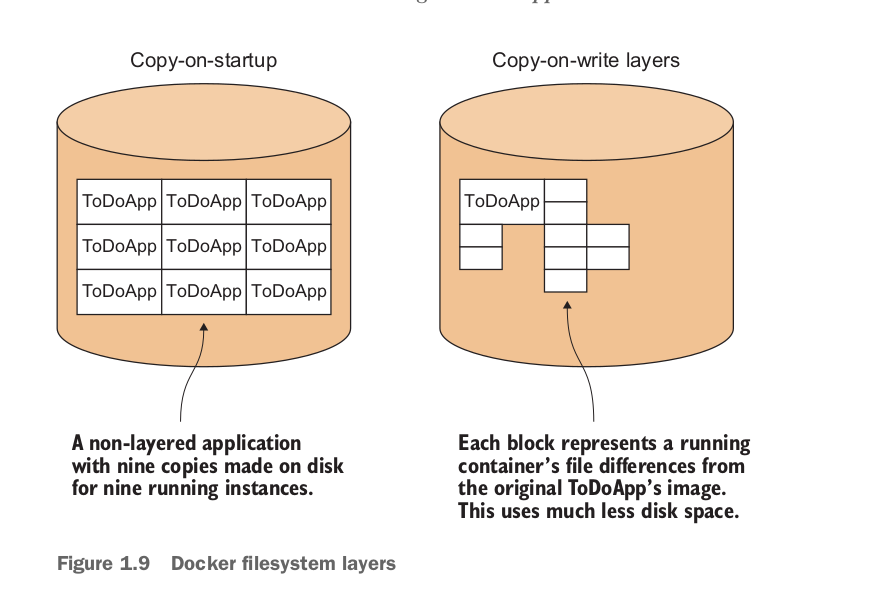 Copy-on-startup
Copy-on-write layers
ToDoApp ToDoApp ToDoApp
ToDoApp ToDoApp ToDoApp
ToDoApp ToDoApp ToDoApp
ToDoApp
A non-layered application
with nine copies made on disk
for nine running instances.
Each block represents a running
container’s file differences from
the original ToDoApp’s image.
This uses much less disk space.
Figure 1.9 Docker filesystem layers